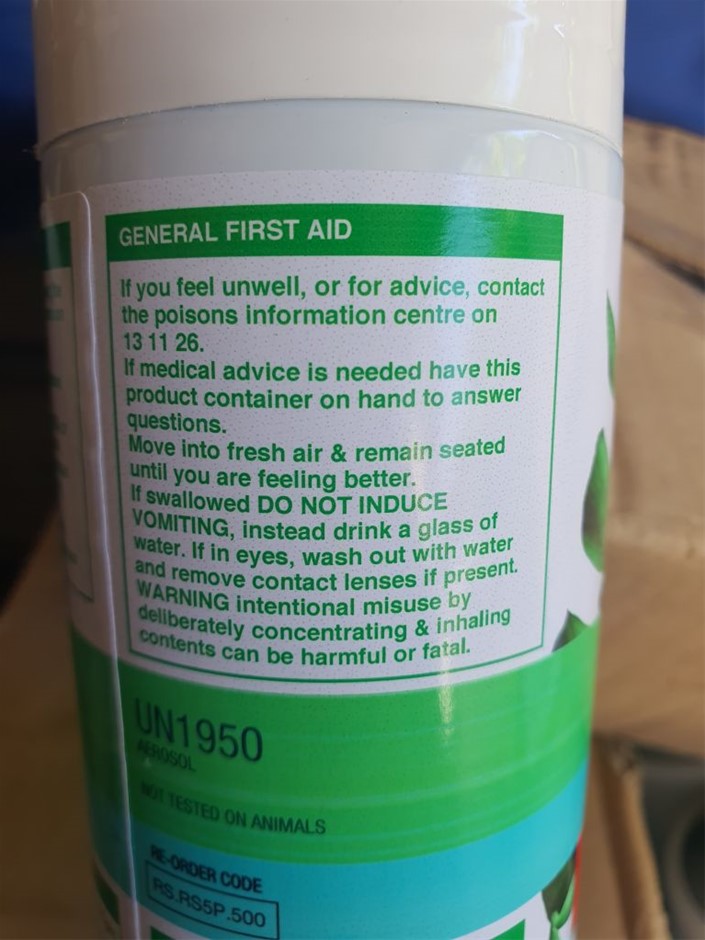 GENERAL FIRST AID
If you feel unwell, or for advice, contact
the poisons information centre on
13 11 26.
If medical advice is needed have this
product container on hand to answer
questions.
Move into fresh air & remain seated
until you are feeling better.
If swallowed DO NOT INDUCE
VOMITING, instead drink a glass of
water. If in eyes, wash out with water
and remove contact lenses if present.
WARNING intentional misuse by
deliberately concentrating & inhaling
contents can be harmful or fatal.
UN1950
AEROSOL
NOT TESTED ON ANIMALS
RE-ORDER CODE
RS.RS5P.500